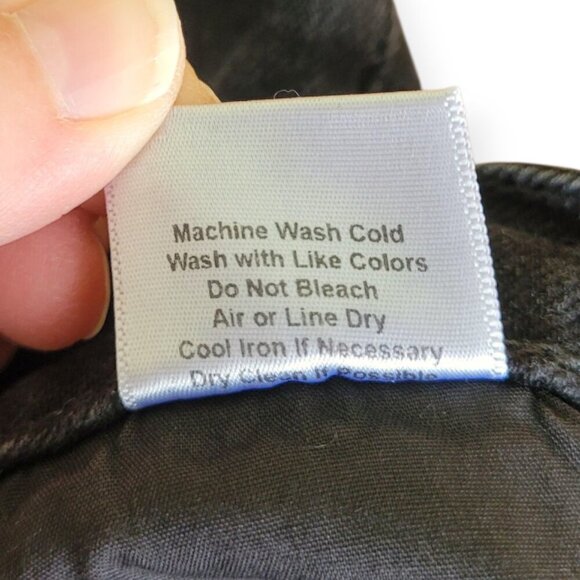 Machine Wash Cold
Wash with Like Colors
Do Not Bleach
Air or Line Dry
Cool Iron If Necessary
Dry Clean If Possible